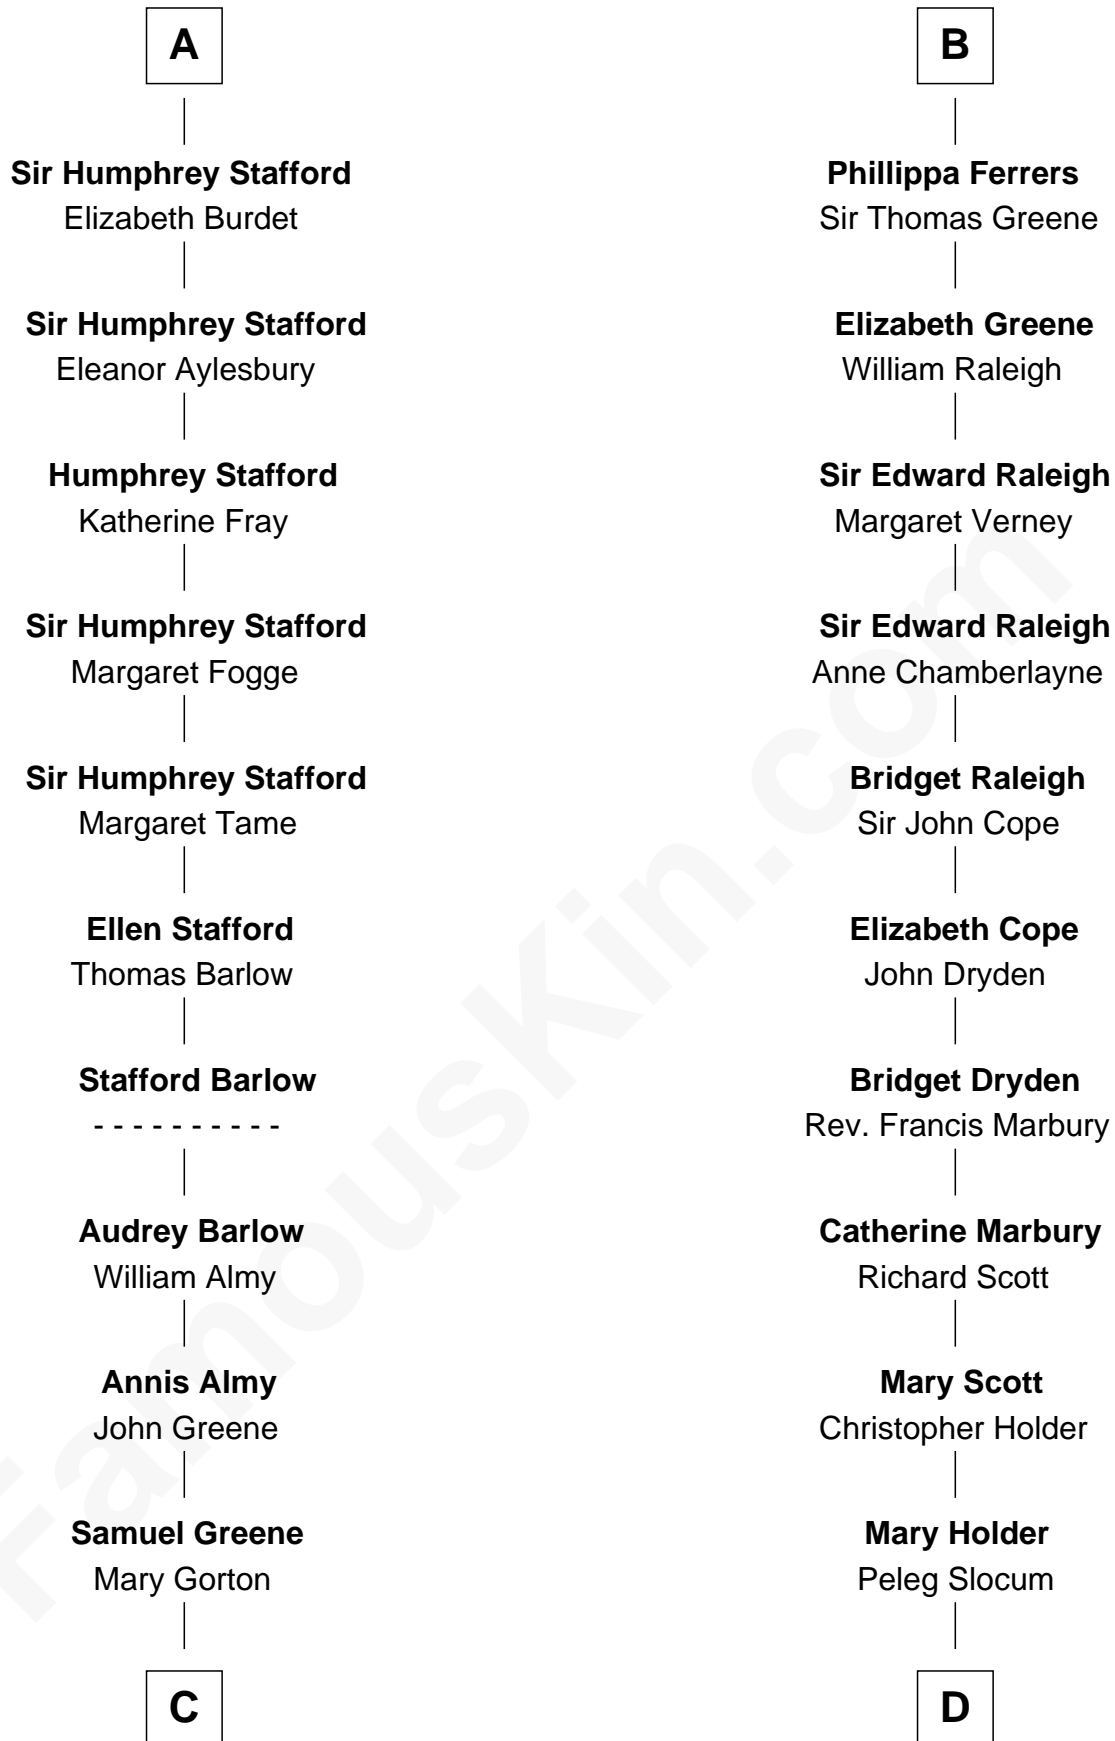 A
Sir Humphrey Stafford
Elizabeth Burdet
Sir Humphrey Stafford
Eleanor Aylesbury
Humphrey Stafford
Katherine Fray
Sir Humphrey Stafford
Margaret Fogge
Sir Humphrey Stafford
Margaret Tame
Ellen Stafford
Thomas Barlow
Stafford Barlow
- - - - - - - - - -
Audrey Barlow
William Almy
Annis Almy
John Greene
Samuel Greene
Mary Gorton
C
B
Phillippa Ferrers
Sir Thomas Greene
Elizabeth Greene
William Raleigh
Sir Edward Raleigh
Margaret Verney
Sir Edward Raleigh
Anne Chamberlayne
Bridget Raleigh
Sir John Cope
Elizabeth Cope
John Dryden
Bridget Dryden
Rev. Francis Marbury
Catherine Marbury
Richard Scott
Mary Scott
Christopher Holder
Mary Holder
Peleg Slocum
D
FamousKin.com